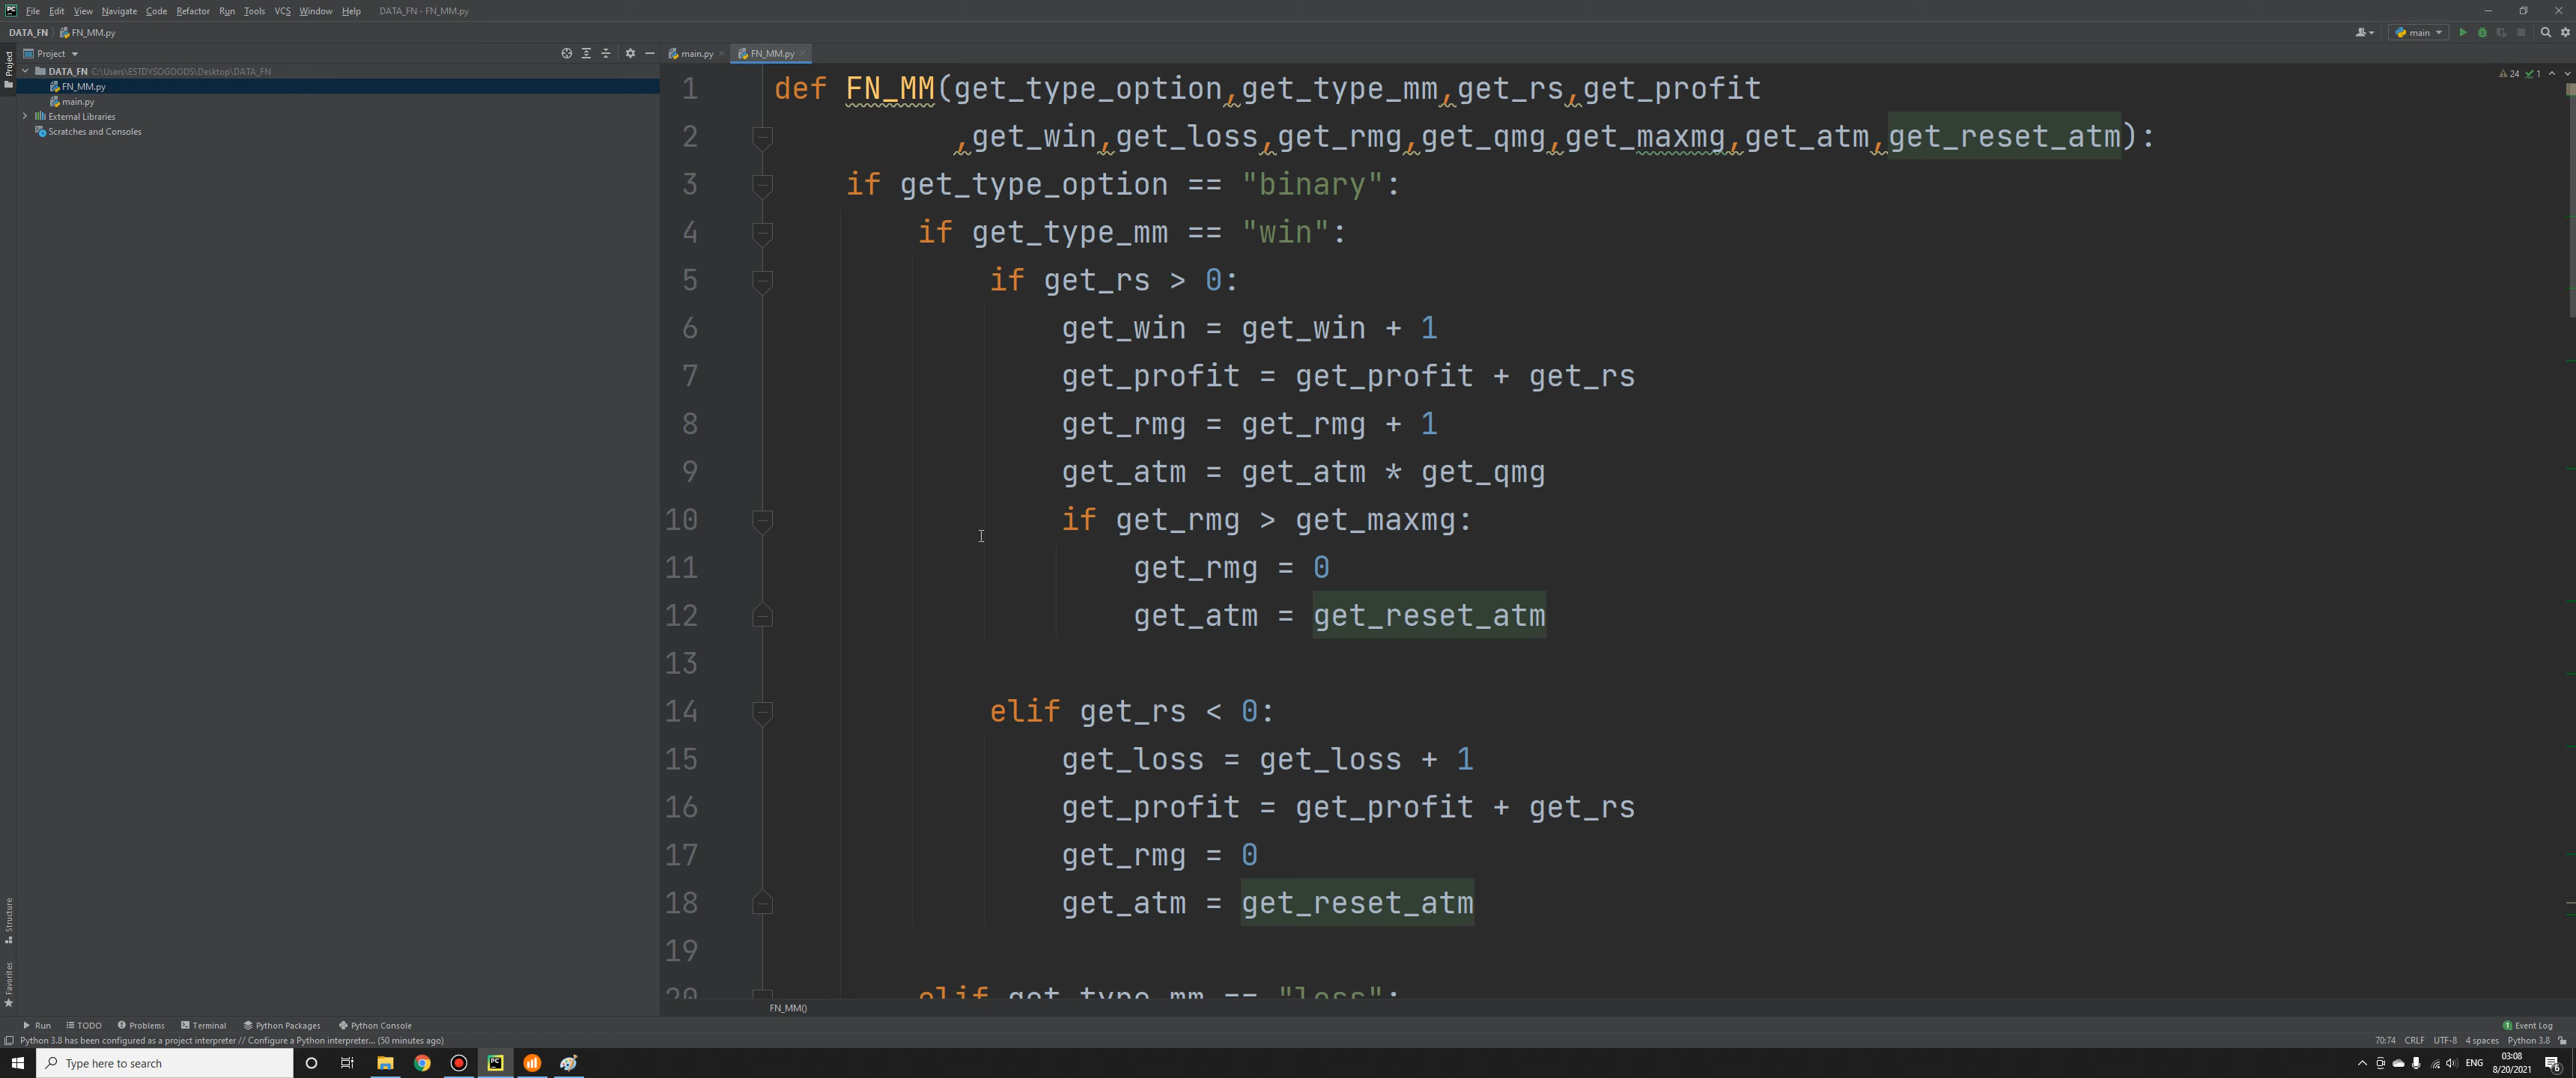 File Edit View Navigate Code Refactor Run Tools VCS Window Help DATA_FN - FN_MM.py
DATA_FN FN_MM.py main
Project main.py FN_MM.py
Project
DATA_FN C:\Users\ESTDYSOGOODS\Desktop\DATA_FN
FN_MM.py
main.py
External Libraries
Scratches and Consoles
24 1
1 def FN_MM(get_type_option,get_type_mm,get_rs,get_profit
2 ,get_win,get_loss,get_rmg,get_qmg,get_maxmg,get_atm,get_reset_atm):
3 if get_type_option == "binary":
4 if get_type_mm == "win":
5 if get_rs > 0:
6 get_win = get_win + 1
7 get_profit = get_profit + get_rs
8 get_rmg = get_rmg + 1
9 get_atm = get_atm * get_qmg
10 if get_rmg > get_maxmg:
11 get_rmg = 0
12 get_atm = get_reset_atm
13
14 elif get_rs < 0:
15 get_loss = get_loss + 1
16 get_profit = get_profit + get_rs
17 get_rmg = 0
18 get_atm = get_reset_atm
19
20 elif get_type_mm == "loss":
Structure
Favorites
FN_MM()
Run TODO Problems Terminal Python Packages Python Console 1 Event Log
Python 3.8 has been configured as a project interpreter // Configure a Python interpreter... (50 minutes ago) 70:74 CRLF UTF-8 4 spaces Python 3.8
Type here to search ENG 03:08
8/20/2021 6